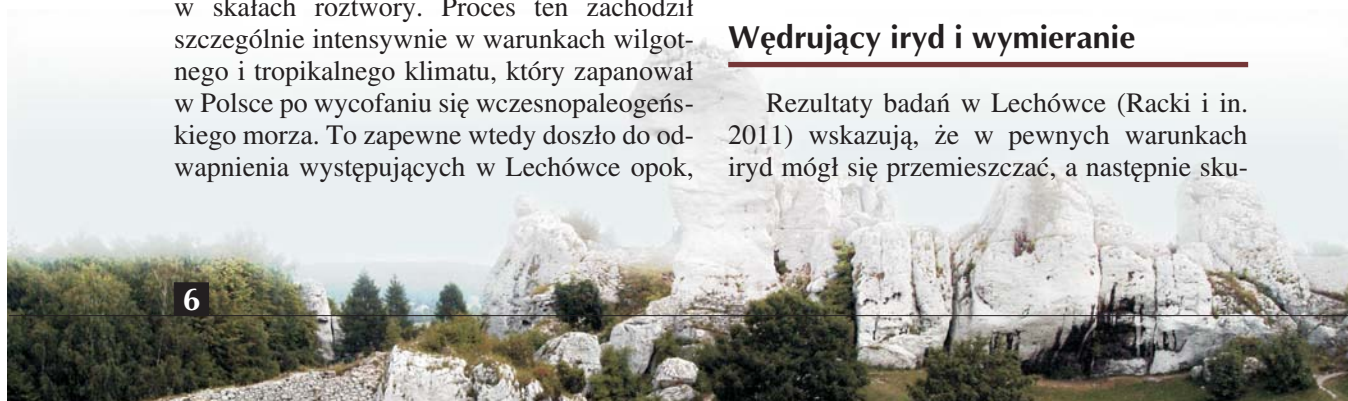 w skałach roztwory. Proces ten zachodził
szczególnie intensywnie w warunkach wilgot-
nego i tropikalnego klimatu, który zapanował
w Polsce po wycofaniu się wczesnopaleogeńs-
kiego morza. To zapewne wtedy doszło do od-
wapnienia występujących w Lechówce opok,
Wędrujący iryd i wymieranie
Rezultaty badań w Lechówce (Racki i in.
2011) wskazują, że w pewnych warunkach
iryd mógł się przemieszczać, a następnie sku-
6